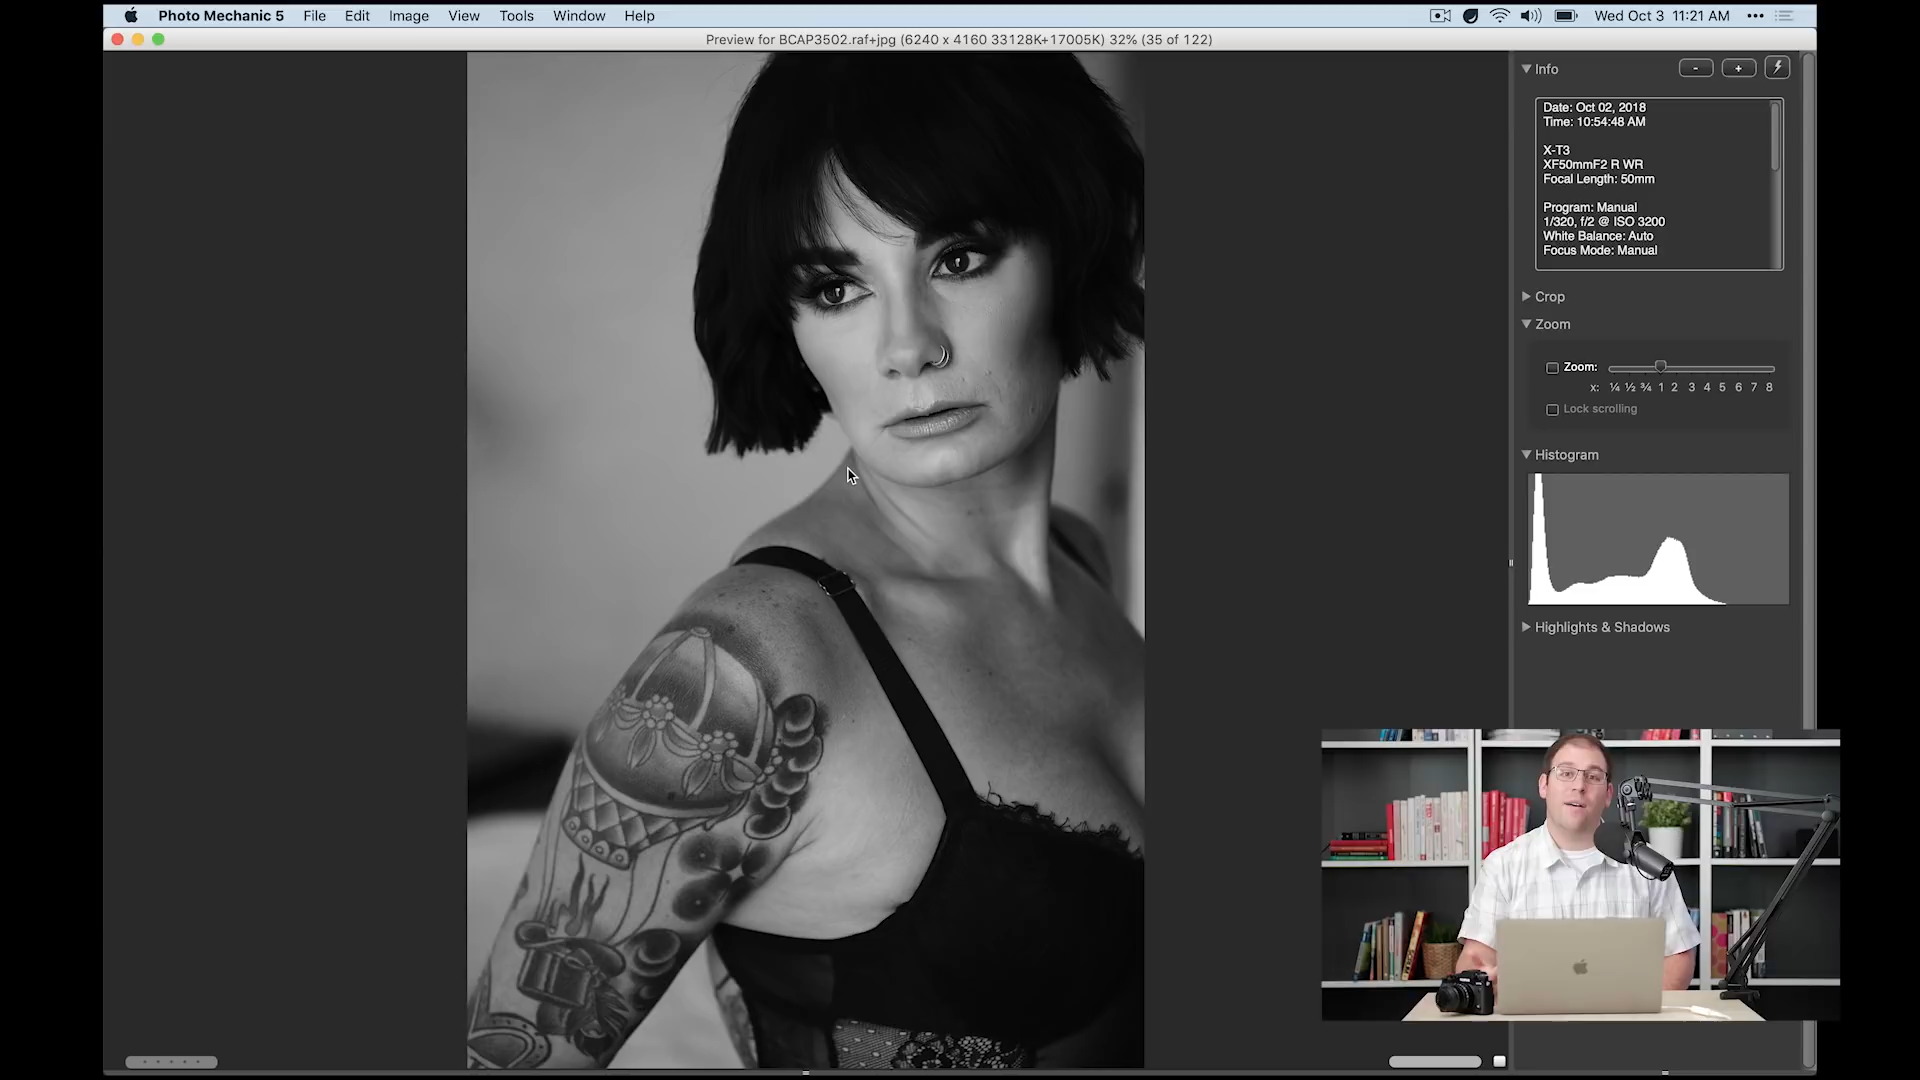 Photo Mechanic 5 File Edit Image View Tools Window Help Wed Oct 3 11:21 AM
Preview for BCAP3502.raf+jpg (6240 x 4160 33128K+17005K) 32% (35 of 122)
Info - +
Date: Oct 02, 2018
Time: 10:54:48 AM
X-T3
XF50mmF2 R WR
Focal Length: 50mm
Program: Manual
1/320, f/2 @ ISO 3200
White Balance: Auto
Focus Mode: Manual
Crop
Zoom
Zoom:
x: ¼ ½ ¾ 1 2 3 4 5 6 7 8
Lock scrolling
Histogram
Highlights & Shadows